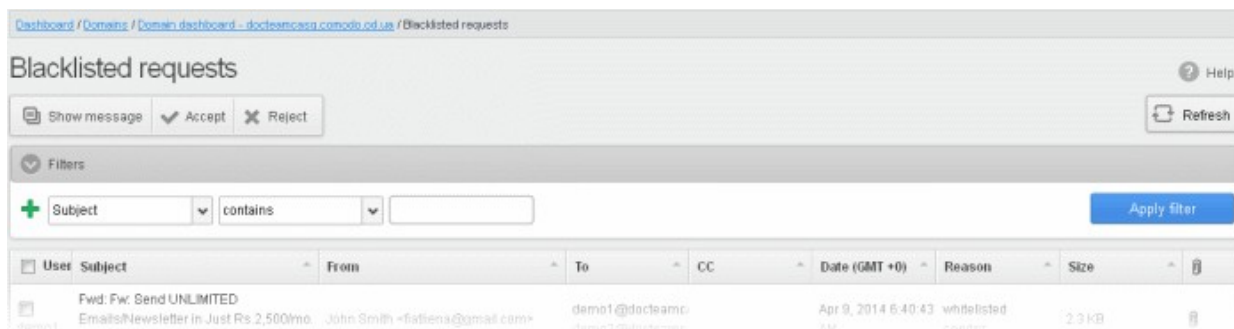 Dashboard / Domains / Domain dashboard - docteamcasg.comodo.od.ua / Blacklisted requests
Blacklisted requests
Help
Show message Accept Reject
Refresh
Filters
Subject contains
Apply filter
User Subject From To CC Date (GMT +0) Reason Size
Fwd: Fw: Send UNLIMITED
Emails/Newsletter in Just Rs.2,500/mo. John Smith demo1@docteamc Apr 9, 2014 6:40:43 whitelisted 2.3 KB
demo1 AM